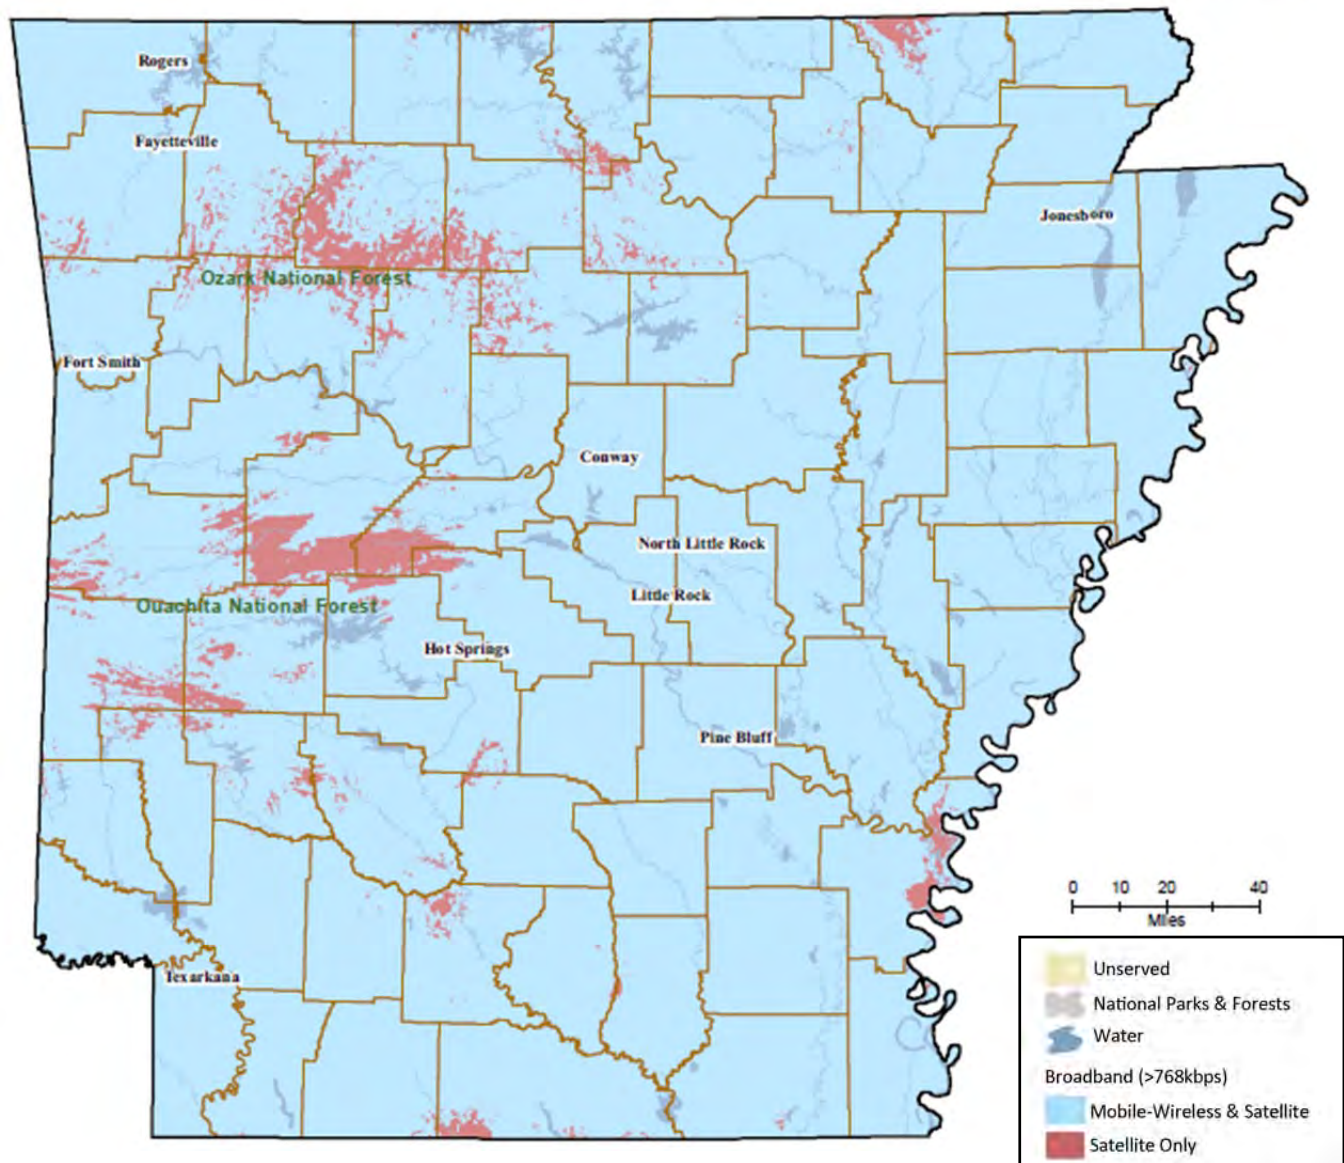 Rogers
Fayetteville
Jonesboro
Ozark National Forest
Fort Smith
Conway
North Little Rock
Little Rock
Ouachita National Forest
Hot Springs
Pine Bluff
Texarkana
0 10 20 40
Miles
Unserved
National Parks & Forests
Water
Broadband (>768kbps)
Mobile-Wireless & Satellite
Satellite Only